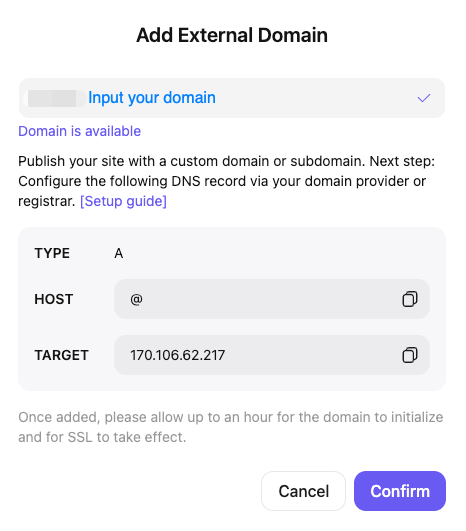 Add External Domain
Input your domain
Domain is available
Publish your site with a custom domain or subdomain. Next step:
Configure the following DNS record via your domain provider or
registrar. [Setup guide]
TYPE A
HOST @
TARGET 170.106.62.217
Once added, please allow up to an hour for the domain to initialize
and for SSL to take effect.
Cancel Confirm